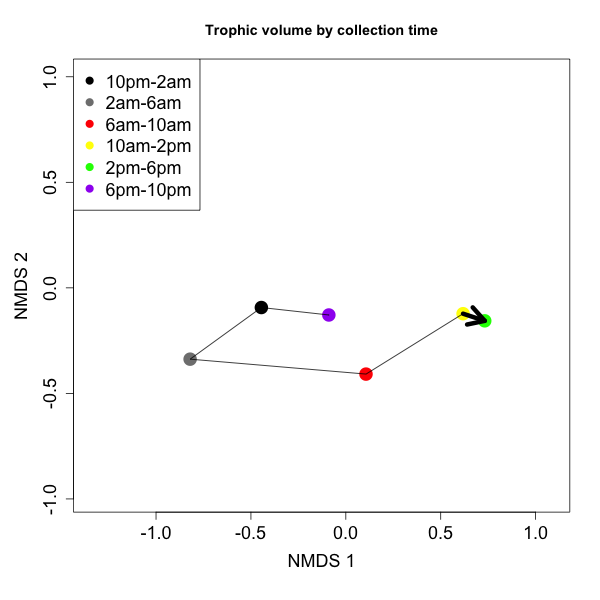 Trophic volume by collection time
10pm-2am
2am-6am
6am-10am
10am-2pm
2pm-6pm
6pm-10pm
1.0
0.5
0.0
-0.5
-1.0
NMDS 2
-1.0 -0.5 0.0 0.5 1.0
NMDS 1